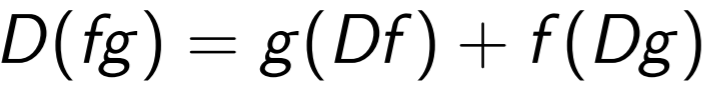 D(fg) = g(Df) + f(Dg)